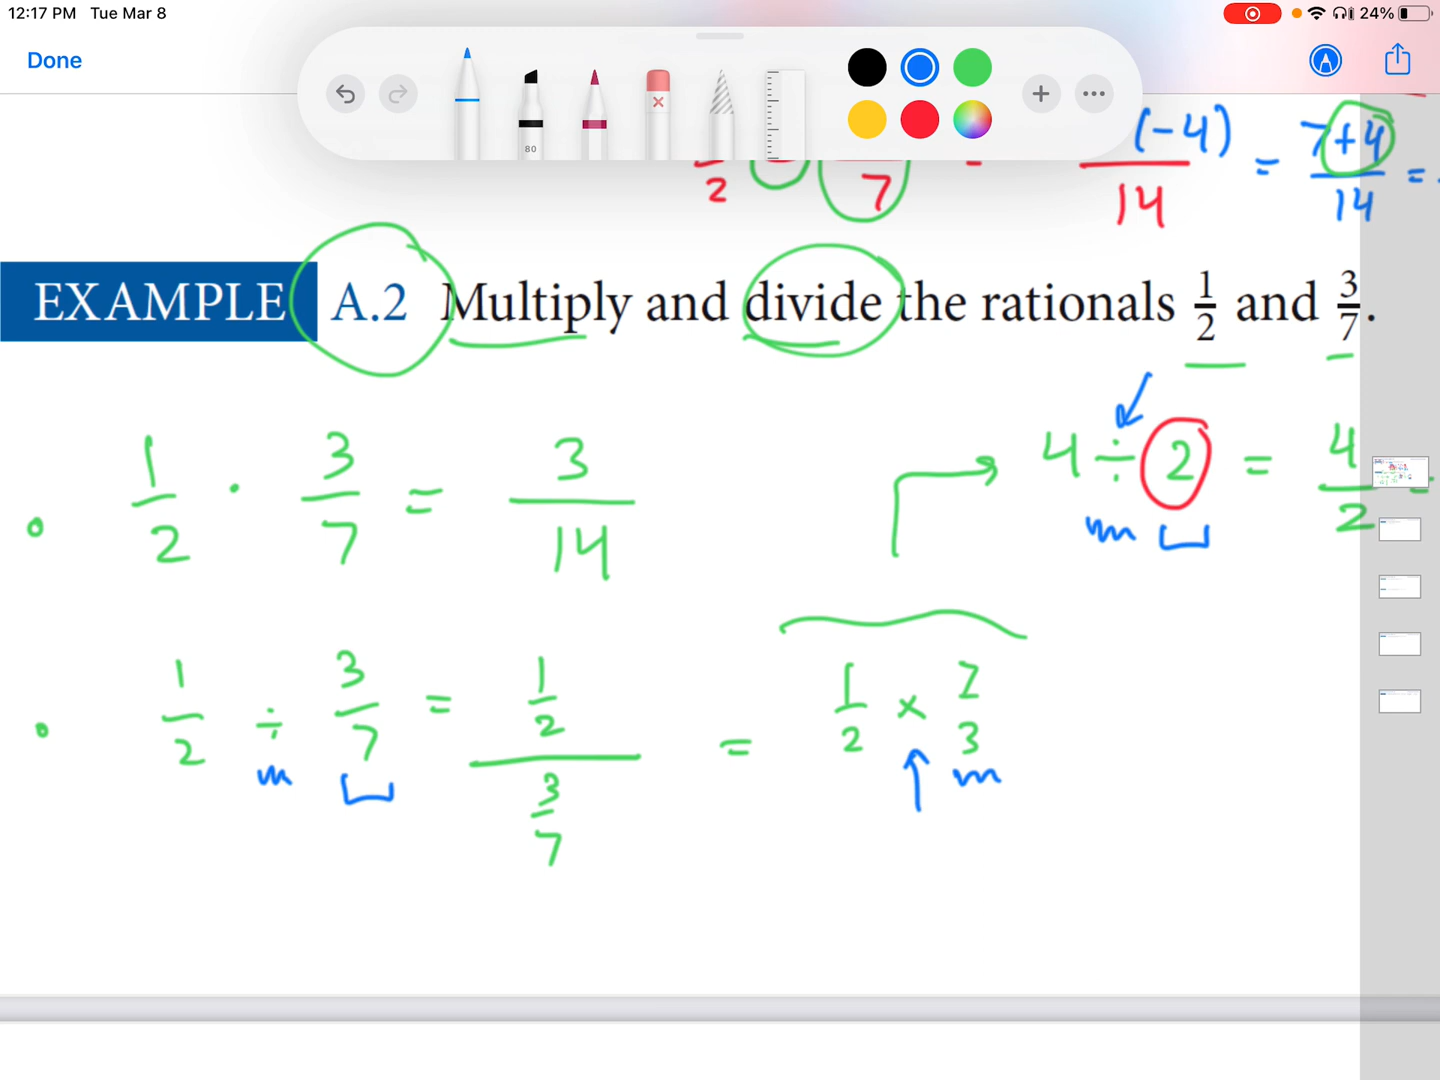 12:17 PM Tue Mar 8 24%
Done
80
(-4) = 7+4 =
2 7 14 14
EXAMPLE A.2 Multiply and divide the rationals 1/2 and 3/7.
1/2 · 3/7 = 3/14
4 ÷ 2 = 4/2 =
1/2 ÷ 3/7 = 1/2 / 3/7 = 1/2 × 7/3